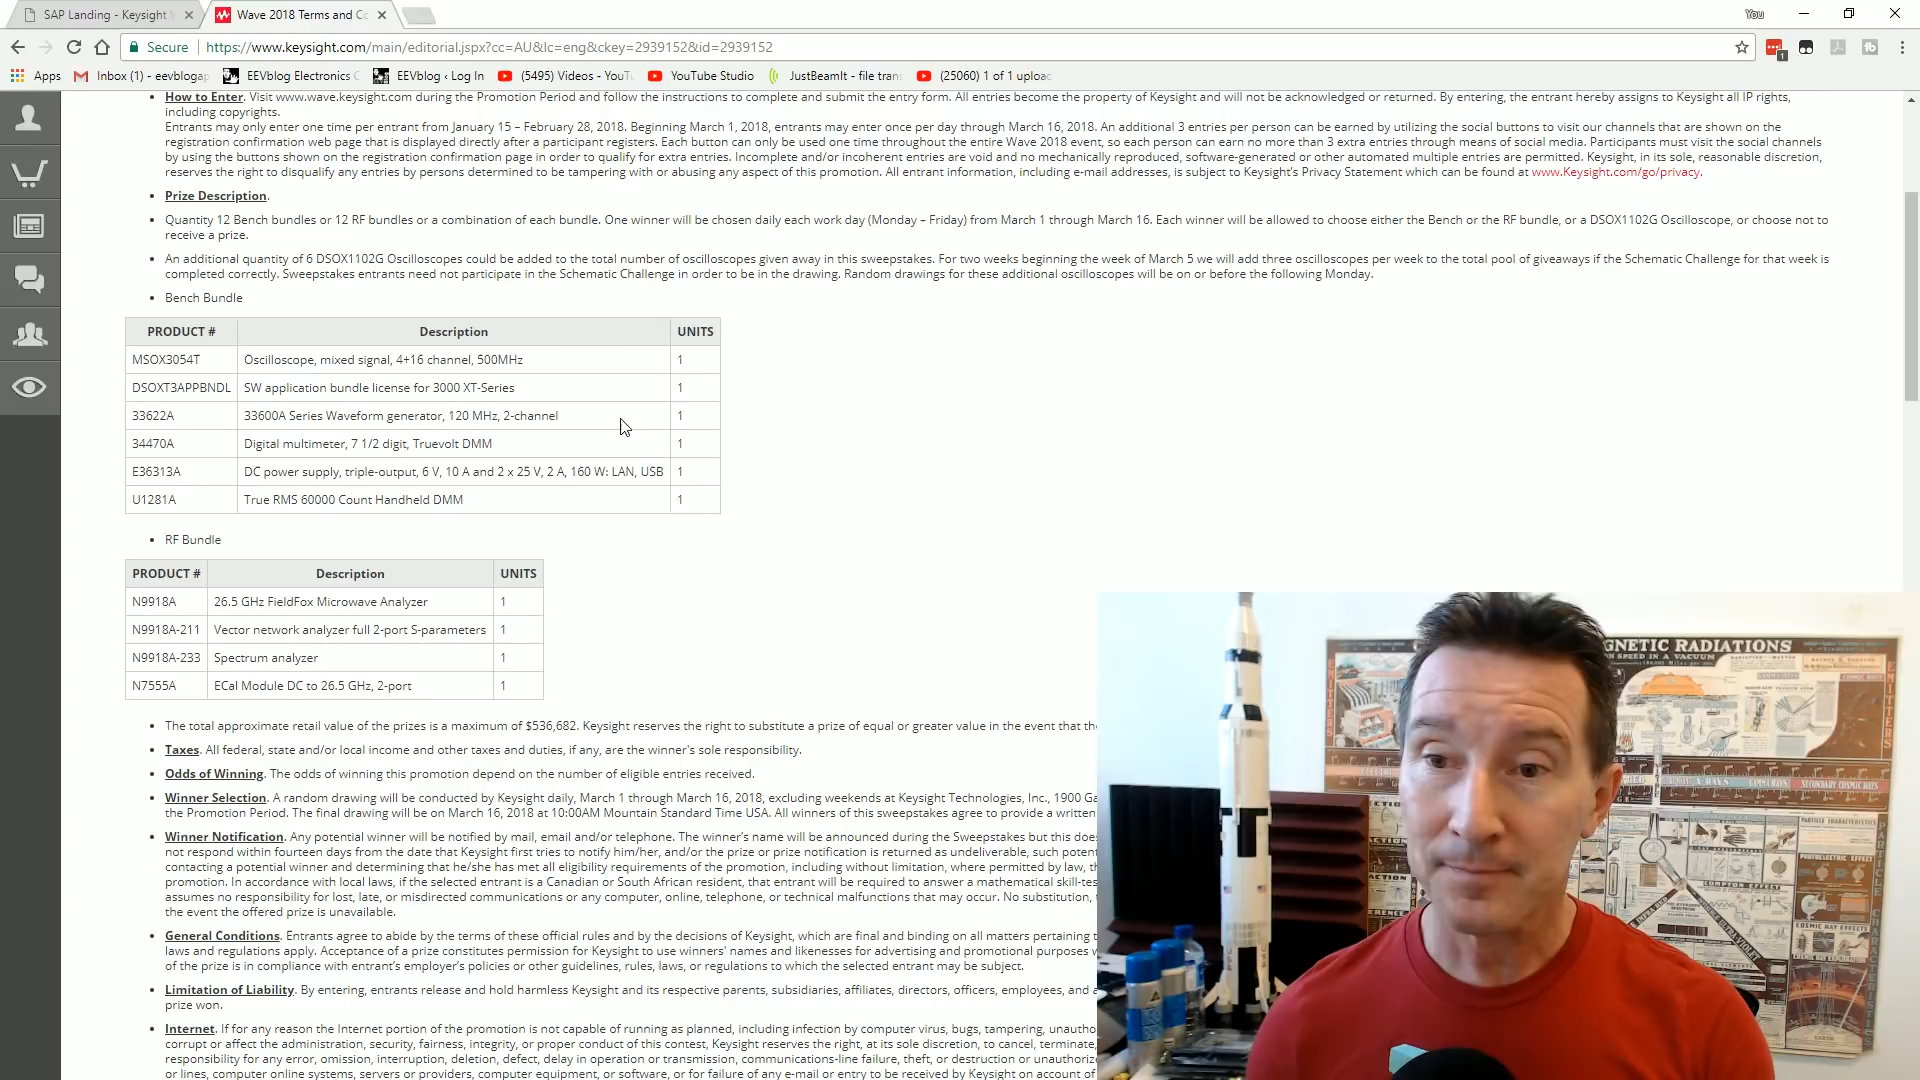 SAP Landing - Keysight
Wave 2018 Terms and Co
You
Secure
https://www.keysight.com/main/editorial.jspx?cc=AU&lc=eng&ckey=2939152&id=2939152
Apps
Inbox (1) - eevblogap
EEVblog Electronics C
EEVblog ‹ Log In
(5495) Videos - YouTu
YouTube Studio
JustBeamIt - file tran
(25060) 1 of 1 upload
• How to Enter. Visit www.wave.keysight.com during the Promotion Period and follow the instructions to complete and submit the entry form. All entries become the property of Keysight and will not be acknowledged or returned. By entering, the entrant hereby assigns to Keysight all IP rights,
including copyrights.
Entrants may only enter one time per entrant from January 15 – February 28, 2018. Beginning March 1, 2018, entrants may enter once per day through March 16, 2018. An additional 3 entries per person can be earned by utilizing the social buttons to visit our channels that are shown on the
registration confirmation web page that is displayed directly after a participant registers. Each button can only be used one time throughout the entire Wave 2018 event, so each person can earn no more than 3 extra entries through means of social media. Participants must visit the social channels
by using the buttons shown on the registration confirmation page in order to qualify for extra entries. Incomplete and/or incoherent entries are void and no mechanically reproduced, software-generated or other automated multiple entries are permitted. Keysight, in its sole, reasonable discretion,
reserves the right to disqualify any entries by persons determined to be tampering with or abusing any aspect of this promotion. All entrant information, including e-mail addresses, is subject to Keysight's Privacy Statement which can be found at www.Keysight.com/go/privacy.
• Prize Description.
• Quantity 12 Bench bundles or 12 RF bundles or a combination of each bundle. One winner will be chosen daily each work day (Monday – Friday) from March 1 through March 16. Each winner will be allowed to choose either the Bench or the RF bundle, or a DSOX1102G Oscilloscope, or choose not to
receive a prize.
• An additional quantity of 6 DSOX1102G Oscilloscopes could be added to the total number of oscilloscopes given away in this sweepstakes. For two weeks beginning the week of March 5 we will add three oscilloscopes per week to the total pool of giveaways if the Schematic Challenge for that week is
completed correctly. Sweepstakes entrants need not participate in the Schematic Challenge in order to be in the drawing. Random drawings for these additional oscilloscopes will be on or before the following Monday.
• Bench Bundle
PRODUCT # Description UNITS
MSOX3054T Oscilloscope, mixed signal, 4+16 channel, 500MHz 1
DSOXT3APPBNDL SW application bundle license for 3000 XT-Series 1
33622A 33600A Series Waveform generator, 120 MHz, 2-channel 1
34470A Digital multimeter, 7 1/2 digit, Truevolt DMM 1
E36313A DC power supply, triple-output, 6 V, 10 A and 2 x 25 V, 2 A, 160 W: LAN, USB 1
U1281A True RMS 60000 Count Handheld DMM 1
• RF Bundle
PRODUCT # Description UNITS
N9918A 26.5 GHz FieldFox Microwave Analyzer 1
N9918A-211 Vector network analyzer full 2-port S-parameters 1
N9918A-233 Spectrum analyzer 1
N7555A ECal Module DC to 26.5 GHz, 2-port 1
• The total approximate retail value of the prizes is a maximum of $536,682. Keysight reserves the right to substitute a prize of equal or greater value in the event that the
• Taxes. All federal, state and/or local income and other taxes and duties, if any, are the winner's sole responsibility.
• Odds of Winning. The odds of winning this promotion depend on the number of eligible entries received.
• Winner Selection. A random drawing will be conducted by Keysight daily, March 1 through March 16, 2018, excluding weekends at Keysight Technologies, Inc., 1900 Ga
the Promotion Period. The final drawing will be on March 16, 2018 at 10:00AM Mountain Standard Time USA. All winners of this sweepstakes agree to provide a written
• Winner Notification. Any potential winner will be notified by mail, email and/or telephone. The winner's name will be announced during the Sweepstakes but this does
not respond within fourteen days from the date that Keysight first tries to notify him/her, and/or the prize or prize notification is returned as undeliverable, such poten
contacting a potential winner and determining that he/she has met all eligibility requirements of the promotion, including without limitation, where permitted by law, th
promotion. In accordance with local laws, if the selected entrant is a Canadian or South African resident, that entrant will be required to answer a mathematical skill-tes
assumes no responsibility for lost, late, or misdirected communications or any computer, online, telephone, or technical malfunctions that may occur. No substitution,
the event the offered prize is unavailable.
• General Conditions. Entrants agree to abide by the terms of these official rules and by the decisions of Keysight, which are final and binding on all matters pertaining t
laws and regulations apply. Acceptance of a prize constitutes permission for Keysight to use winners' names and likenesses for advertising and promotional purposes w
of the prize is in compliance with entrant's employer's policies or other guidelines, rules, laws, or regulations to which the selected entrant may be subject.
• Limitation of Liability. By entering, entrants release and hold harmless Keysight and its respective parents, subsidiaries, affiliates, directors, officers, employees, and a
prize won.
• Internet. If for any reason the Internet portion of the promotion is not capable of running as planned, including infection by computer virus, bugs, tampering, unautho
corrupt or affect the administration, security, fairness, integrity, or proper conduct of this contest, Keysight reserves the right, at its sole discretion, to cancel, terminate,
responsibility for any error, omission, interruption, deletion, defect, delay in operation or transmission, communications-line failure, theft, or destruction or unauthoriz
or lines, computer online systems, servers or providers, computer equipment, or software, or for failure of any e-mail or entry to be received by Keysight on account of
GNETIC RADIATIONS
SPEED IN A VACUUM
EMITTERS
SECONDARY COSMIC RAYS
PHOTOELECTRIC EFFECT
COMPTON EFFECT
COSMIC RAYS